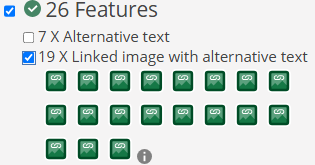 26 Features
7 X Alternative text
19 X Linked image with alternative text